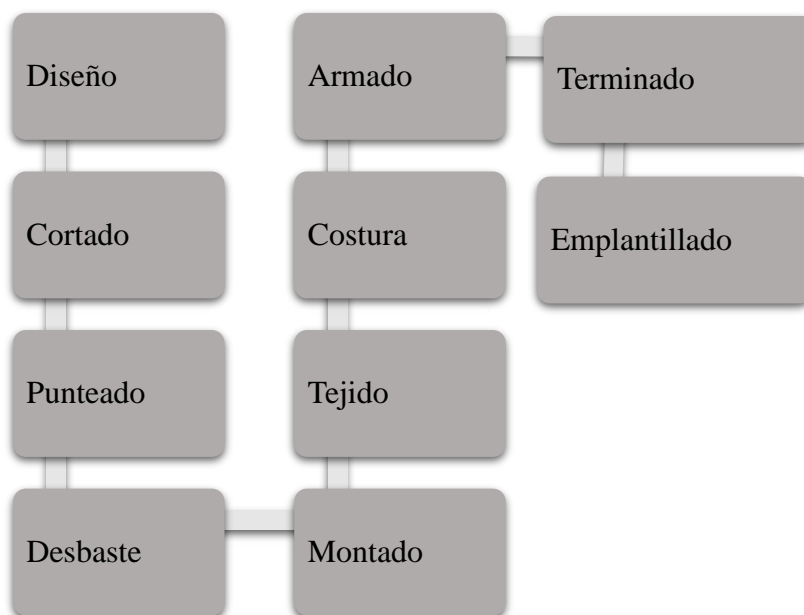 Diseño
Cortado
Punteado
Desbaste
Montado
Tejido
Costura
Armado
Terminado
Emplantillado